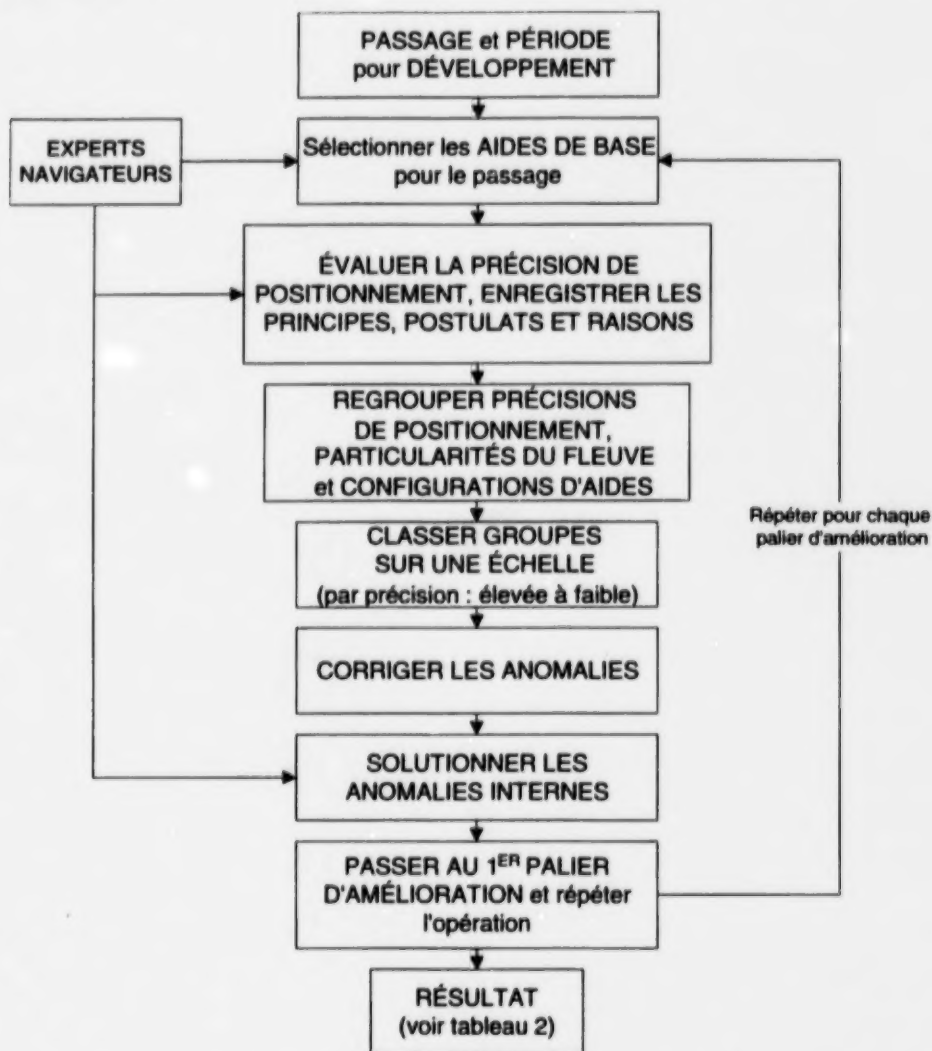 PASSAGE et PÉRIODE
pour DÉVELOPPEMENT
EXPERTS
NAVIGATEURS
Sélectionner les AIDES DE BASE
pour le passage
ÉVALUER LA PRÉCISION DE
POSITIONNEMENT, ENREGISTRER LES
PRINCIPES, POSTULATS ET RAISONS
REGROUPER PRÉCISIONS
DE POSITIONNEMENT,
PARTICULARITÉS DU FLEUVE
et CONFIGURATIONS D'AIDES
Répéter pour chaque
palier d'amélioration
CLASSER GROUPES
SUR UNE ÉCHELLE
(par précision : élevée à faible)
CORRIGER LES ANOMALIES
SOLUTIONNER LES
ANOMALIES INTERNES
PASSER AU 1ER PALIER
D'AMÉLIORATION et répéter
l'opération
RÉSULTAT
(voir tableau 2)